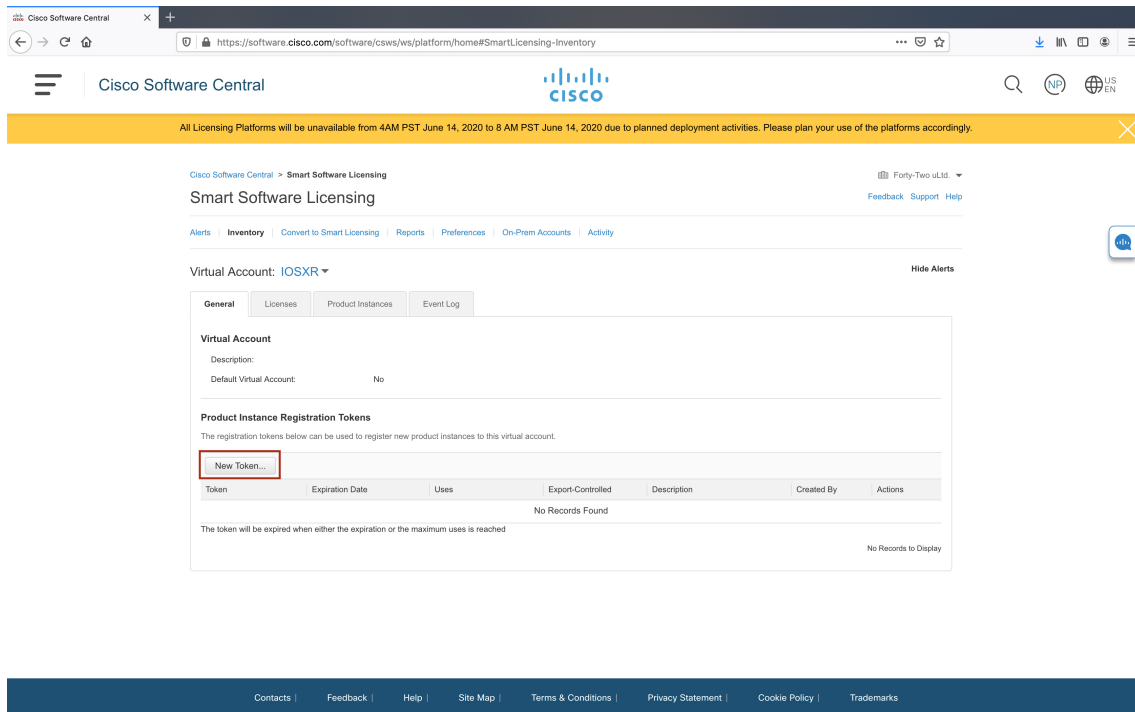 Cisco Software Central
https://software.cisco.com/software/csws/ws/platform/home#SmartLicensing-Inventory
Cisco Software Central
CISCO
NP
US
EN
All Licensing Platforms will be unavailable from 4AM PST June 14, 2020 to 8 AM PST June 14, 2020 due to planned deployment activities. Please plan your use of the platforms accordingly.
Cisco Software Central > Smart Software Licensing
Forty-Two uLtd.
Smart Software Licensing
Feedback Support Help
Alerts | Inventory | Convert to Smart Licensing | Reports | Preferences | On-Prem Accounts | Activity
Virtual Account: IOSXR
Hide Alerts
General Licenses Product Instances Event Log
Virtual Account
Description:
Default Virtual Account: No
Product Instance Registration Tokens
The registration tokens below can be used to register new product instances to this virtual account.
New Token...
Token Expiration Date Uses Export-Controlled Description Created By Actions
No Records Found
The token will be expired when either the expiration or the maximum uses is reached
No Records to Display
Contacts | Feedback | Help | Site Map | Terms & Conditions | Privacy Statement | Cookie Policy | Trademarks